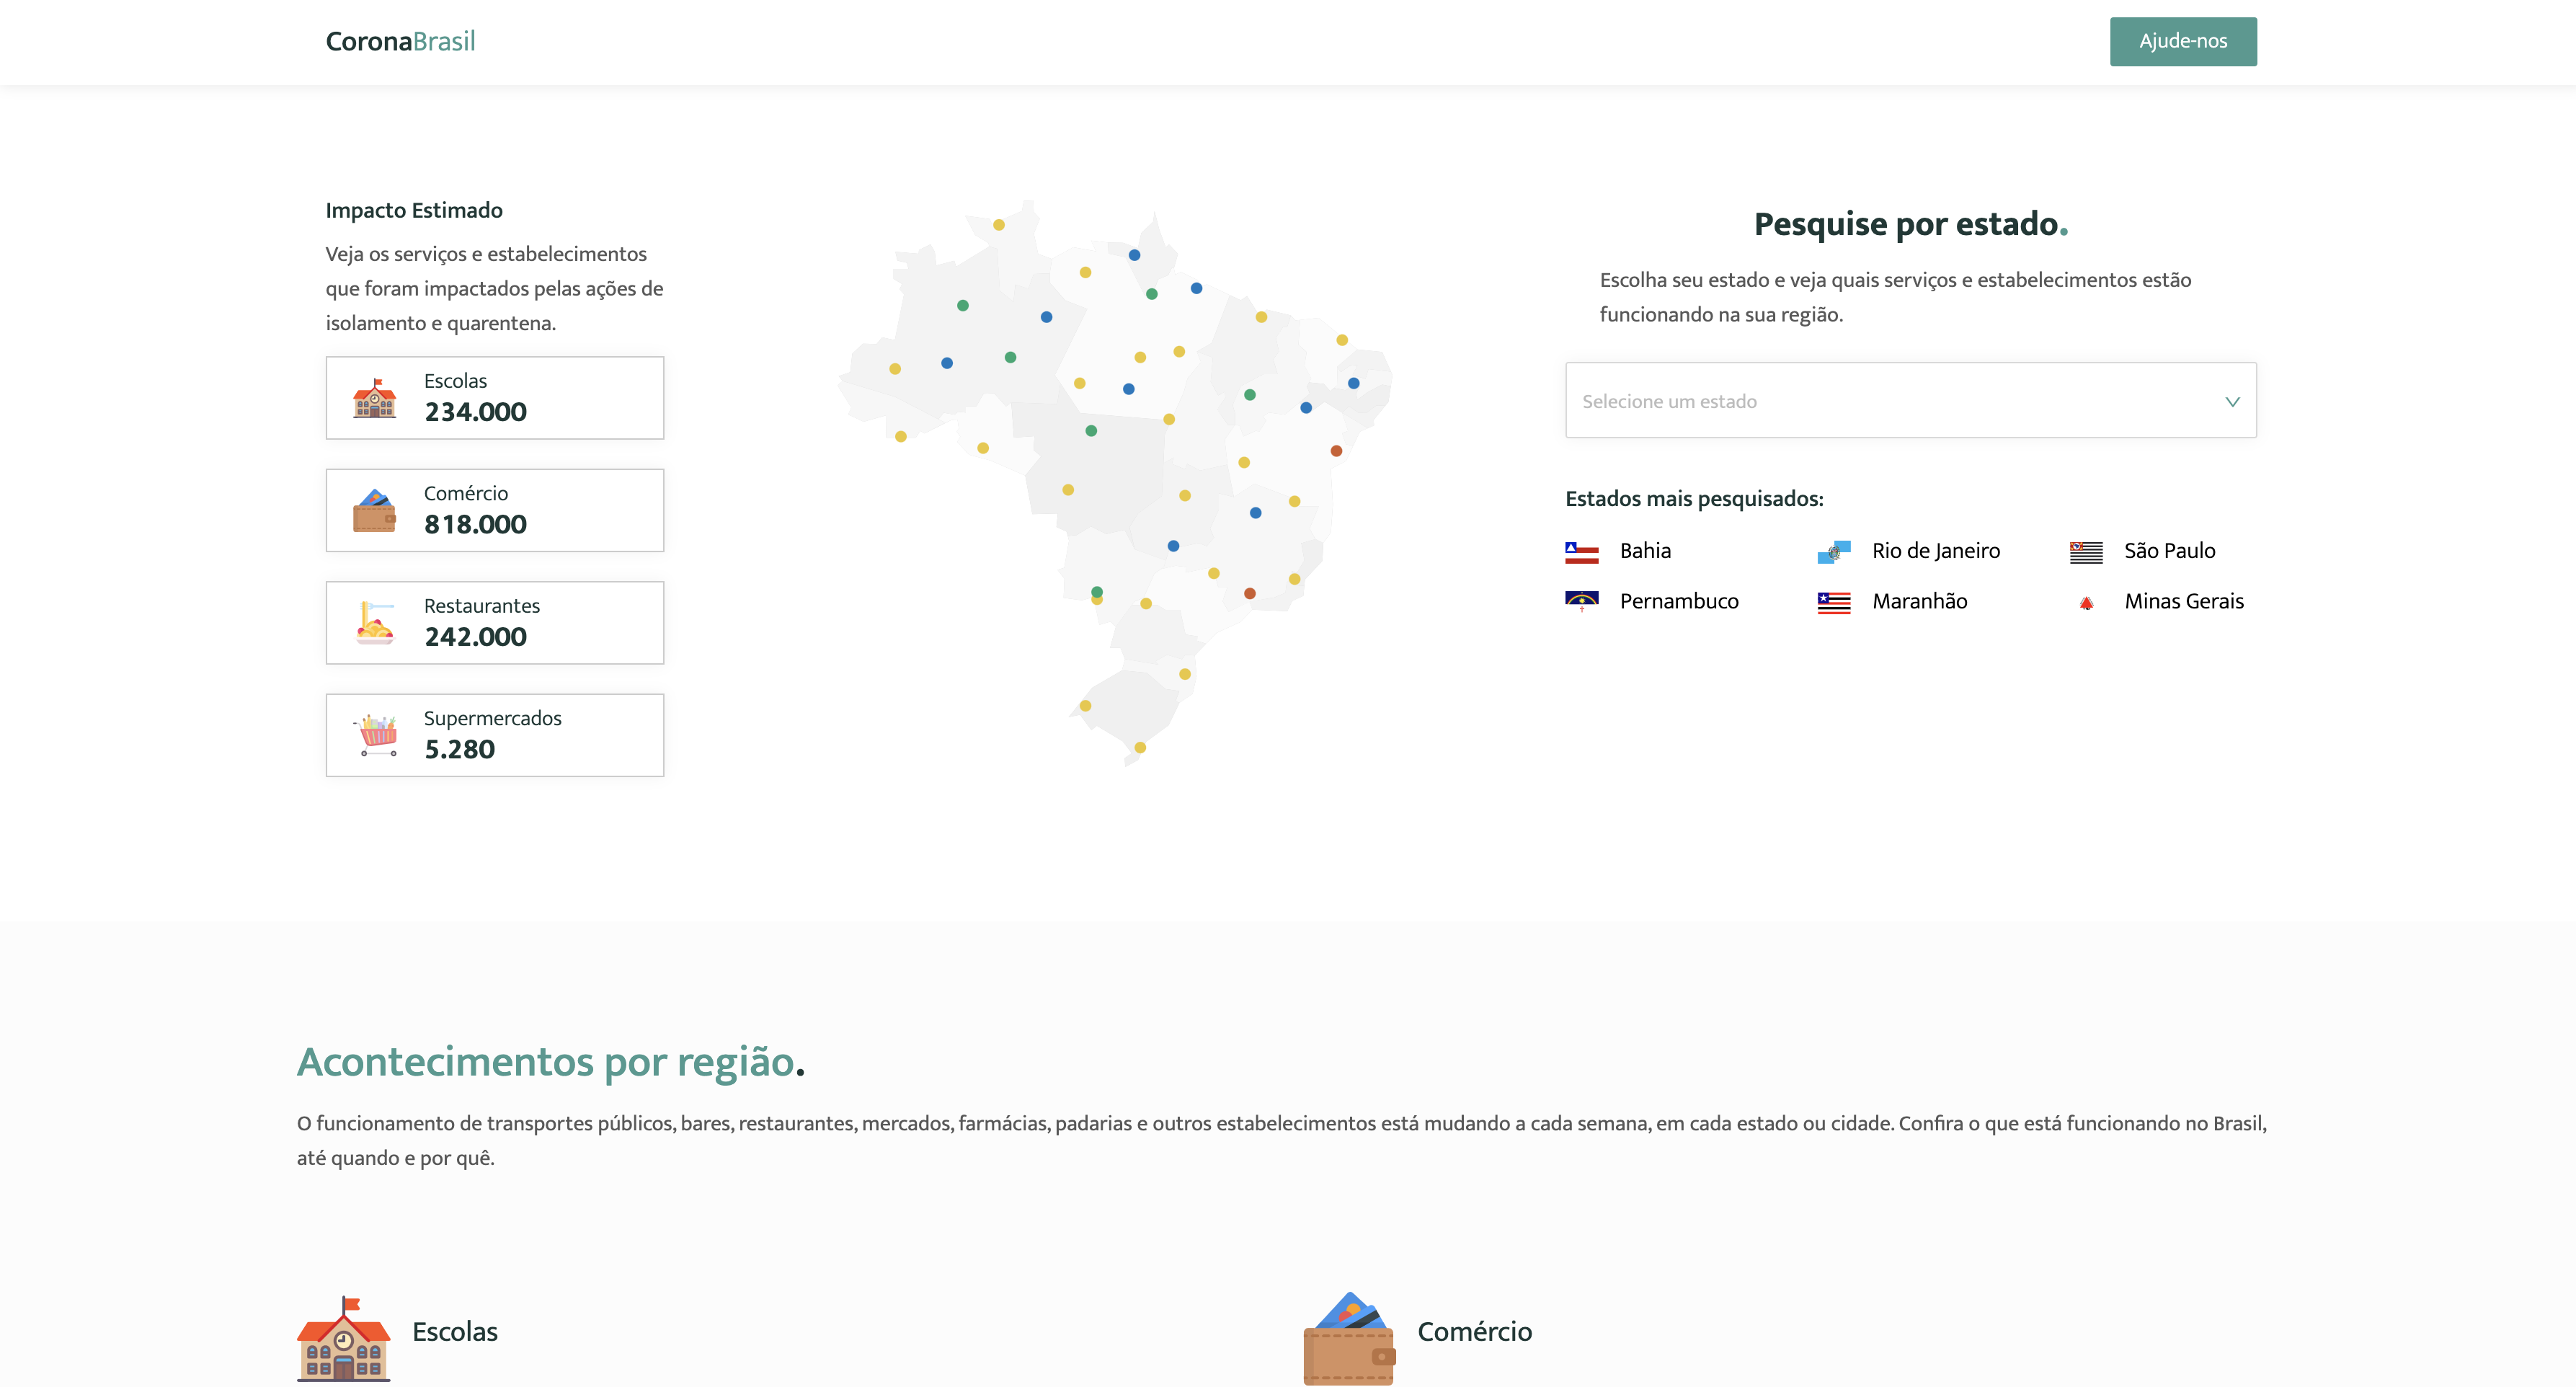 CoronaBrasil
Ajude-nos
Impacto Estimado
Veja os serviços e estabelecimentos
que foram impactados pelas ações de
isolamento e quarentena.
Escolas
234.000
Comércio
818.000
Restaurantes
242.000
Supermercados
5.280
Pesquise por estado.
Escolha seu estado e veja quais serviços e estabelecimentos estão
funcionando na sua região.
Selecione um estado
Estados mais pesquisados:
Bahia
Rio de Janeiro
São Paulo
Pernambuco
Maranhão
Minas Gerais
Acontecimentos por região.
O funcionamento de transportes públicos, bares, restaurantes, mercados, farmácias, padarias e outros estabelecimentos está mudando a cada semana, em cada estado ou cidade. Confira o que está funcionando no Brasil,
até quando e por quê.
Escolas
Comércio